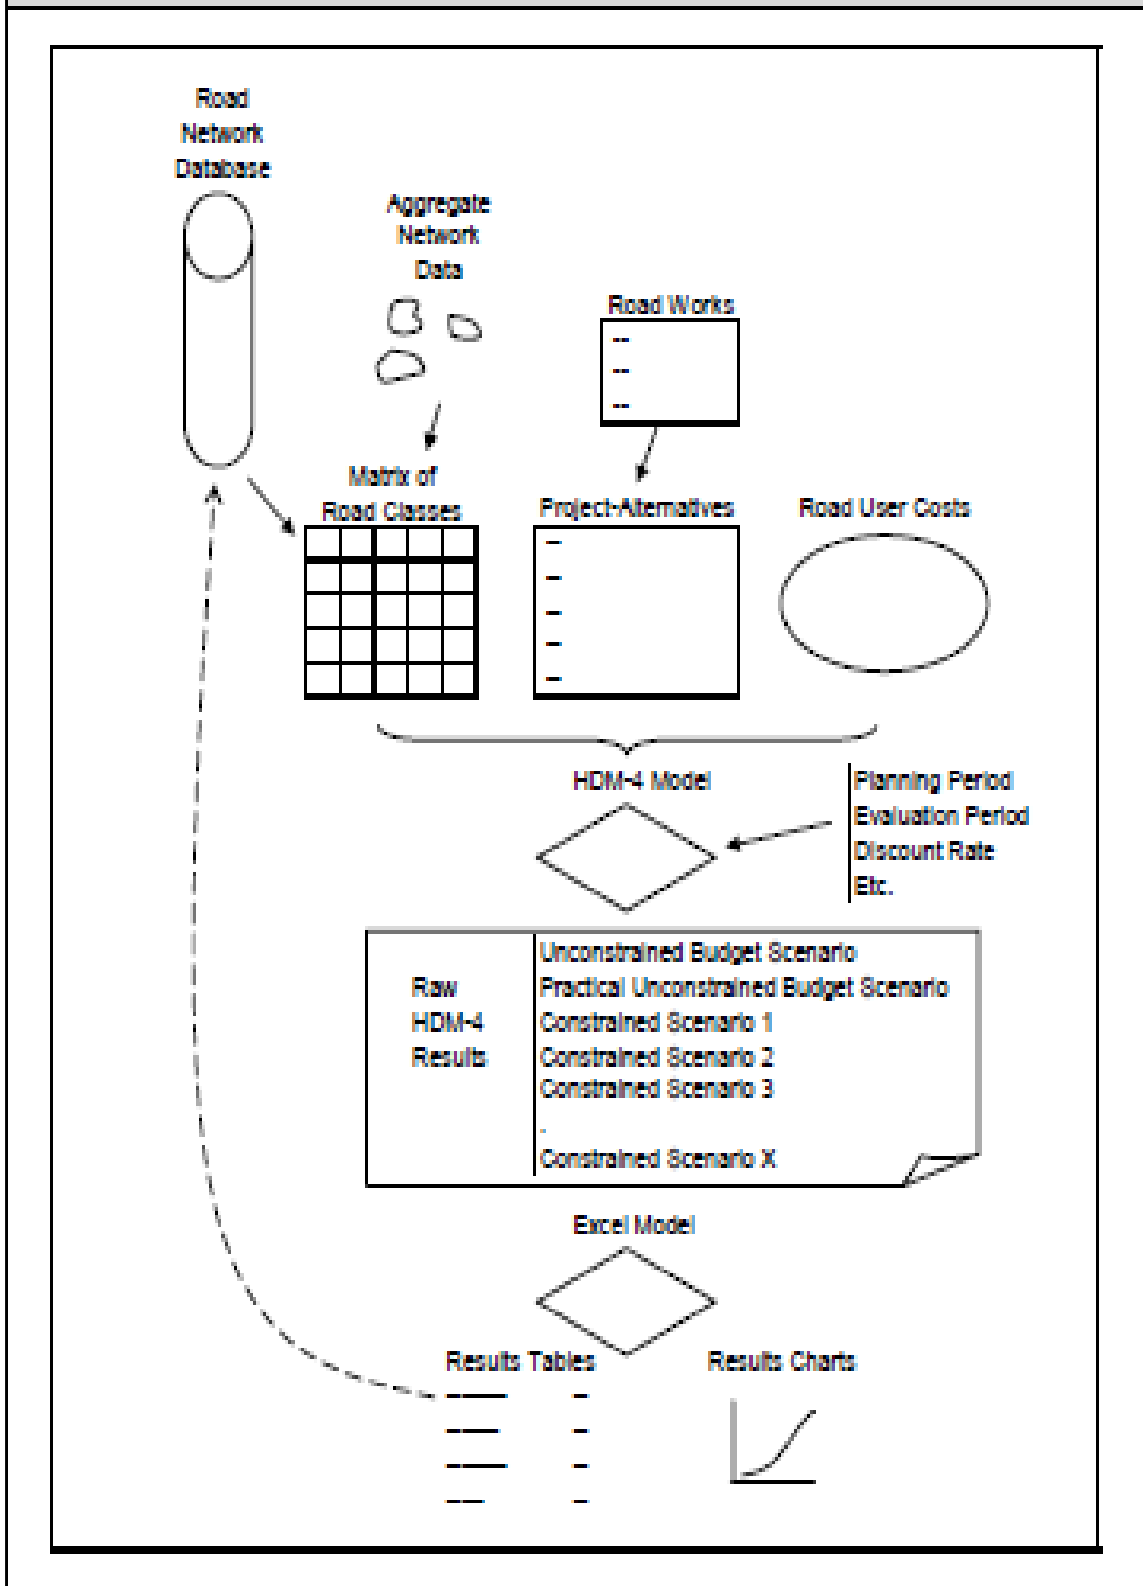 Road
Network
Database
Aggregate
Network
Data
Road Works
--
--
--
Matrix of
Road Classes
Project-Alternatives
--
--
--
--
--
Road User Costs
HDM-4 Model
Planning Period
Evaluation Period
Discount Rate
Etc.
Raw
HDM-4
Results
Unconstrained Budget Scenario
Practical Unconstrained Budget Scenario
Constrained Scenario 1
Constrained Scenario 2
Constrained Scenario 3
.
Constrained Scenario X
Excel Model
Results Tables
Results Charts